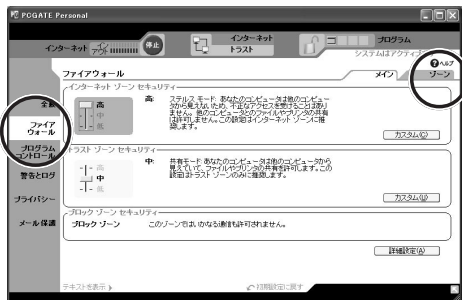 PCGATE Personal
インターネット
停止
インターネット
トラスト
プログラム
システムはアクティブ
ヘルプ
ファイアウォール
メイン
ゾーン
全般
ファイア
ウォール
プログラム
コントロール
警告とログ
プライバシー
メール保護
インターネット ゾーン セキュリティー
高
中
低
高:
ステルス モード: あなたのコンピュータは他のコンピュー
タから見えないため、不正なアクセスを受けることはあり
ません。他のコンピュータとのファイルやプリンタの共有
は許可しません。この設定はインターネット ゾーンに推
奨します。
カスタム(C)
トラスト ゾーン セキュリティー
高
中
低
中:
共有モード: あなたのコンピュータは他のコンピュータから
見えていて、ファイルやプリンタの共有を許可します。この
設定はトラスト ゾーンのみに推奨します。
カスタム(U)
ブロック ゾーン セキュリティー
ブロック ゾーン
このゾーンではいかなる通信も許可されません。
詳細設定(A)
テキストを表示
初期設定に戻す